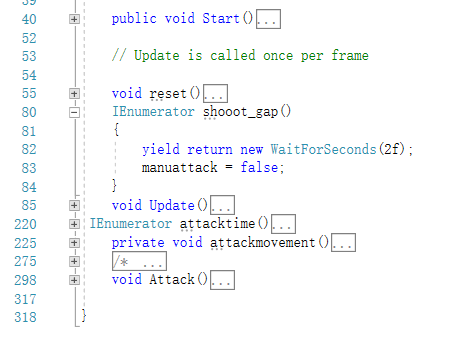 39
40 public void Start()...
52
53 // Update is called once per frame
54
55 void reset()...
80 IEnumerator shooot_gap()
81 {
82 yield return new WaitForSeconds(2f);
83 manuattack = false;
84 }
85 void Update()...
220 IEnumerator attacktime()...
225 private void attackmovement()...
275 /* ...
298 void Attack()...
317
318 }